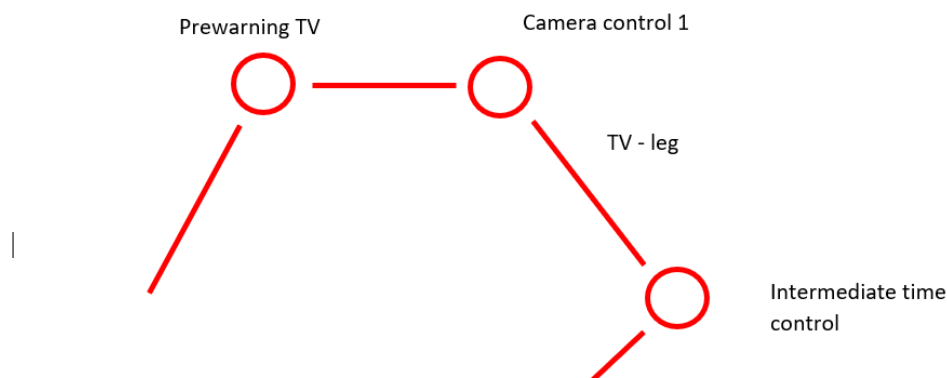 Prewarning TV
Camera control 1
TV - leg
Intermediate time
control